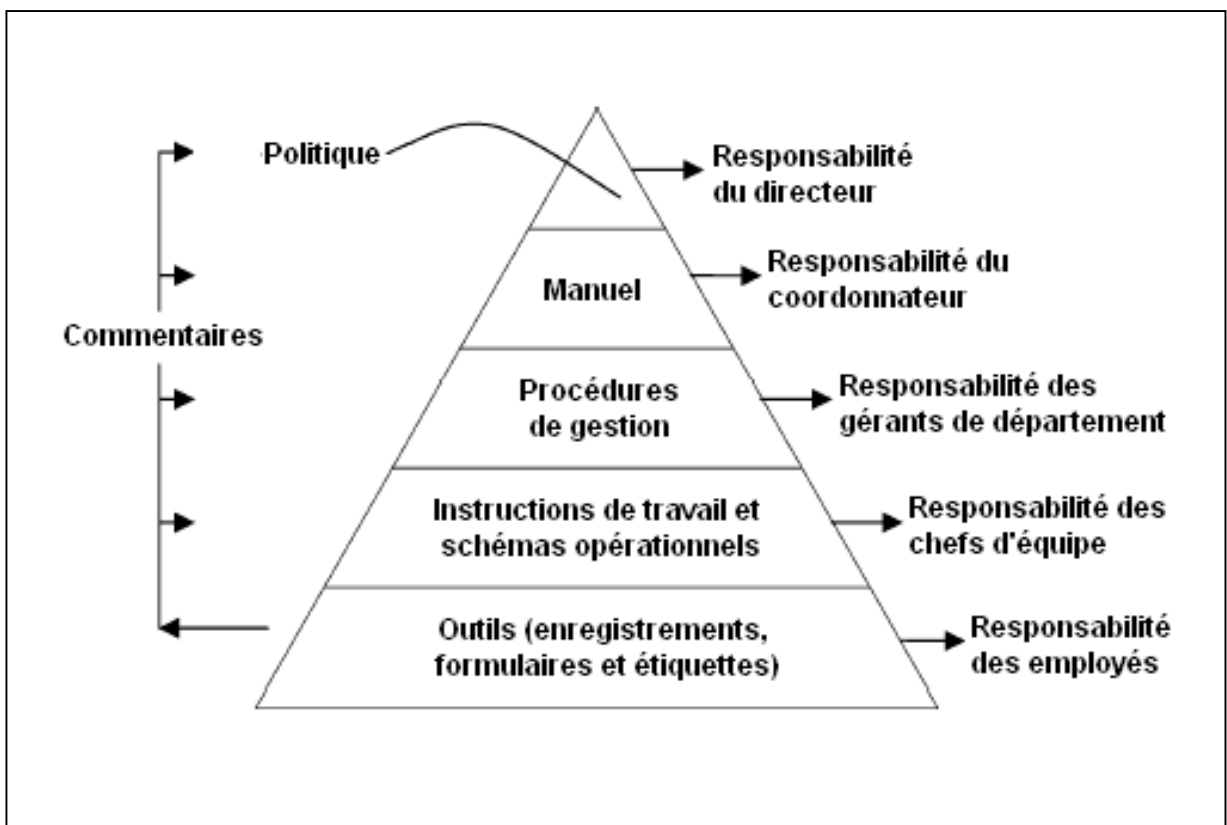 Politique
Responsabilité
du directeur
Manuel
Responsabilité du
coordonnateur
Commentaires
Procédures
de gestion
Responsabilité des
gérants de département
Instructions de travail et
schémas opérationnels
Responsabilité des
chefs d'équipe
Outils (enregistrements,
formulaires et étiquettes)
Responsabilité
des employés